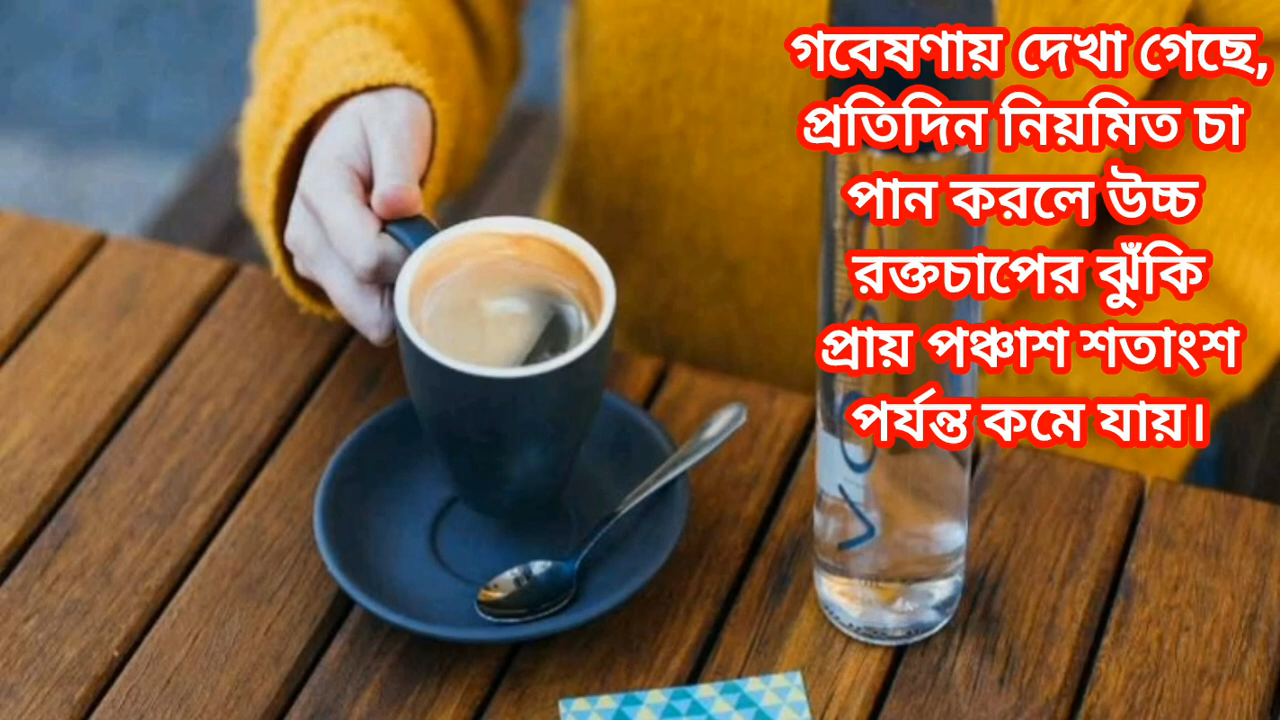 গবেষণায় দেখা গেছে,
প্রতিদিন নিয়মিত চা
পান করলে উচ্চ
রক্তচাপের ঝুঁকি
প্রায় পঞ্চাশ শতাংশ
পর্যন্ত কমে যায়।